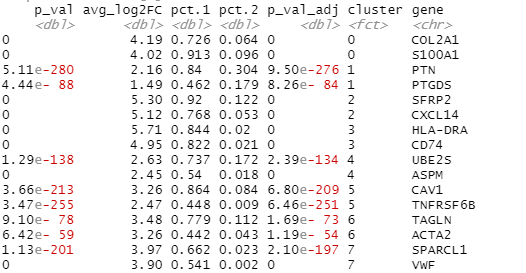 p_val avg_log2FC pct.1 pct.2 p_val_adj cluster gene
<dbl> <dbl> <dbl> <dbl> <dbl> <fct> <chr>
0 4.19 0.726 0.064 0 0 COL2A1
0 4.02 0.913 0.096 0 0 S100A1
5.11e-280 2.16 0.84 0.304 9.50e-276 1 PTN
4.44e- 88 1.49 0.462 0.179 8.26e- 84 1 PTGDS
0 5.30 0.92 0.122 0 2 SFRP2
0 5.12 0.768 0.053 0 2 CXCL14
0 5.71 0.844 0.02 0 3 HLA-DRA
0 4.95 0.822 0.021 0 3 CD74
1.29e-138 2.63 0.737 0.172 2.39e-134 4 UBE2S
0 2.45 0.54 0.018 0 4 ASPM
3.66e-213 3.26 0.864 0.084 6.80e-209 5 CAV1
3.47e-255 2.47 0.448 0.009 6.46e-251 5 TNFRSF6B
9.10e- 78 3.48 0.779 0.112 1.69e- 73 6 TAGLN
6.42e- 59 3.26 0.442 0.043 1.19e- 54 6 ACTA2
1.13e-201 3.97 0.662 0.023 2.10e-197 7 SPARCL1
0 3.90 0.541 0.002 0 7 VWF